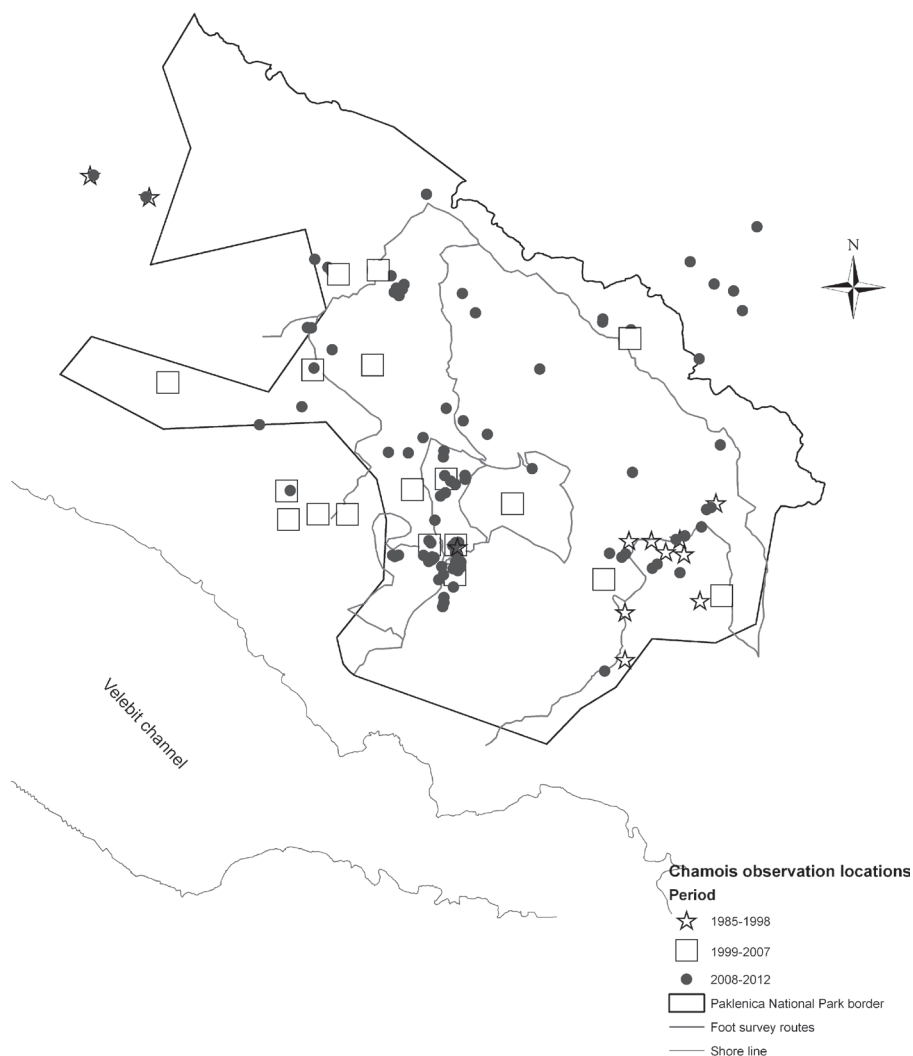 N
Velebit channel
Chamois observation locations
Period
1985-1998
1999-2007
2008-2012
Paklenica National Park border
Foot survey routes
Shore line